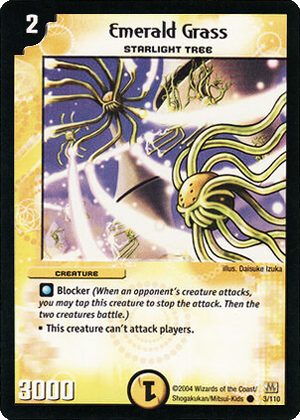 2
Emerald Grass
STARLIGHT TREE
illus. Daisuke Izuka
CREATURE
Blocker (When an opponent's creature attacks,
you may tap this creature to stop the attack. Then the
two creatures battle.)
▪ This creature can't attack players.
3000
1
©2004 Wizards of the Coast/
Shogakukan/Mitsui-Kids ● 3/110